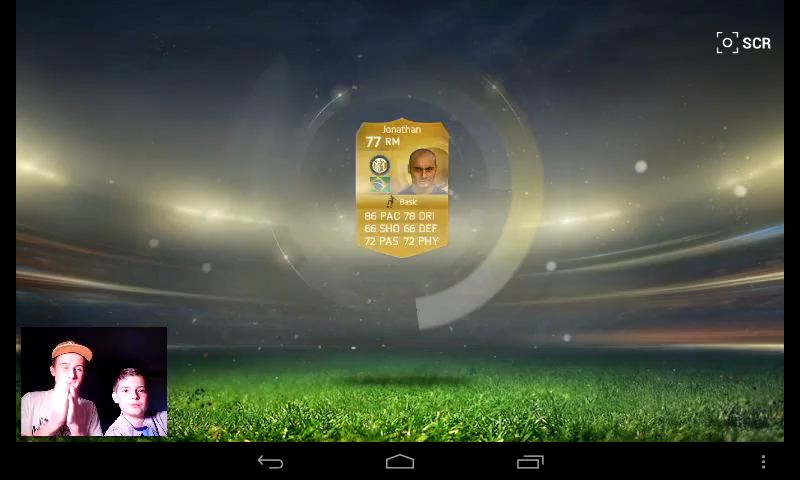 SCR
Jonathan
77 RM
Basic
86 PAC 78 DRI
66 SHO 66 DEF
72 PAS 72 PHY